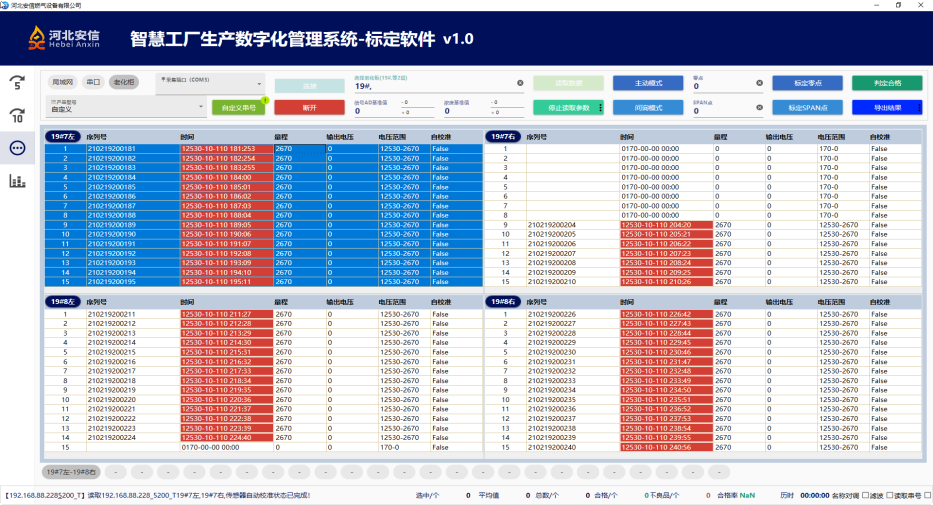 河北安信燃气设备有限公司
河北安信
Hebei Anxin
智慧工厂生产数字化管理系统-标定软件 v1.0
局域网 串口 老化柜
19#,
主动模式
零点
0
标定零点
判定合格
自定义
自定义串号
断开
0
0
停止读取参数
问询模式
SPAN点
0
标定SPAN点
导出结果
19#7左 序列号 时间 量程 输出电压 电压范围 自校准
1 210219200181 12530-10-110 181:253 2670 0 12530-2670 False
2 210219200182 12530-10-110 182:254 2670 0 12530-2670 False
3 210219200183 12530-10-110 183:255 2670 0 12530-2670 False
4 210219200184 12530-10-110 184:00 2670 0 12530-2670 False
5 210219200185 12530-10-110 185:01 2670 0 12530-2670 False
6 210219200186 12530-10-110 186:02 2670 0 12530-2670 False
7 210219200187 12530-10-110 187:03 2670 0 12530-2670 False
8 210219200188 12530-10-110 188:04 2670 0 12530-2670 False
9 210219200189 12530-10-110 189:05 2670 0 12530-2670 False
10 210219200190 12530-10-110 190:06 2670 0 12530-2670 False
11 210219200191 12530-10-110 191:07 2670 0 12530-2670 False
12 210219200192 12530-10-110 192:08 2670 0 12530-2670 False
13 210219200193 12530-10-110 193:09 2670 0 12530-2670 False
14 210219200194 12530-10-110 194:10 2670 0 12530-2670 False
15 210219200195 12530-10-110 195:11 2670 0 12530-2670 False
19#7右 序列号 时间 量程 输出电压 电压范围 自校准
1 0170-00-00 00:00 0 0 170-0 False
2 0170-00-00 00:00 0 0 170-0 False
3 0170-00-00 00:00 0 0 170-0 False
4 0170-00-00 00:00 0 0 170-0 False
5 0170-00-00 00:00 0 0 170-0 False
6 0170-00-00 00:00 0 0 170-0 False
7 0170-00-00 00:00 0 0 170-0 False
8 0170-00-00 00:00 0 0 170-0 False
9 210219200204 12530-10-110 204:20 2670 0 12530-2670 False
10 210219200205 12530-10-110 205:21 2670 0 12530-2670 False
11 210219200206 12530-10-110 206:22 2670 0 12530-2670 False
12 210219200207 12530-10-110 207:23 2670 0 12530-2670 False
13 210219200208 12530-10-110 208:24 2670 0 12530-2670 False
14 210219200209 12530-10-110 209:25 2670 0 12530-2670 False
15 210219200210 12530-10-110 210:26 2670 0 12530-2670 False
19#8左 序列号 时间 量程 输出电压 电压范围 自校准
1 210219200211 12530-10-110 211:27 2670 0 12530-2670 False
2 210219200212 12530-10-110 212:28 2670 0 12530-2670 False
3 210219200213 12530-10-110 213:29 2670 0 12530-2670 False
4 210219200214 12530-10-110 214:30 2670 0 12530-2670 False
5 210219200215 12530-10-110 215:31 2670 0 12530-2670 False
6 210219200216 12530-10-110 216:32 2670 0 12530-2670 False
7 210219200217 12530-10-110 217:33 2670 0 12530-2670 False
8 210219200218 12530-10-110 218:34 2670 0 12530-2670 False
9 210219200219 12530-10-110 219:35 2670 0 12530-2670 False
10 210219200220 12530-10-110 220:36 2670 0 12530-2670 False
11 210219200221 12530-10-110 221:37 2670 0 12530-2670 False
12 210219200222 12530-10-110 222:38 2670 0 12530-2670 False
13 210219200223 12530-10-110 223:39 2670 0 12530-2670 False
14 210219200224 12530-10-110 224:40 2670 0 12530-2670 False
15 0170-00-00 00:00 0 0 170-0 False
19#8右 序列号 时间 量程 输出电压 电压范围 自校准
1 210219200226 12530-10-110 226:42 2670 0 12530-2670 False
2 210219200227 12530-10-110 227:43 2670 0 12530-2670 False
3 210219200228 12530-10-110 228:44 2670 0 12530-2670 False
4 210219200229 12530-10-110 229:45 2670 0 12530-2670 False
5 210219200230 12530-10-110 230:46 2670 0 12530-2670 False
6 210219200231 12530-10-110 231:47 2670 0 12530-2670 False
7 210219200232 12530-10-110 232:48 2670 0 12530-2670 False
8 210219200233 12530-10-110 233:49 2670 0 12530-2670 False
9 210219200234 12530-10-110 234:50 2670 0 12530-2670 False
10 210219200235 12530-10-110 235:51 2670 0 12530-2670 False
11 210219200236 12530-10-110 236:52 2670 0 12530-2670 False
12 210219200237 12530-10-110 237:53 2670 0 12530-2670 False
13 210219200238 12530-10-110 238:54 2670 0 12530-2670 False
14 210219200239 12530-10-110 239:55 2670 0 12530-2670 False
15 210219200240 12530-10-110 240:56 2670 0 12530-2670 False
19#7左-19#8右 - - - - - - - - - - - - - - - - - - - - - - - -
【192.168.88.228_5200_T】读取192.168.88.228_5200_T19#7左,19#7右,传感器自动校准状态已完成! 选中/个 0 平均值 0 总数/个 0 合格/个 0 不良品/个 0 合格率 NaN 历时 00:00:00 名称对调 滤波 读取串号